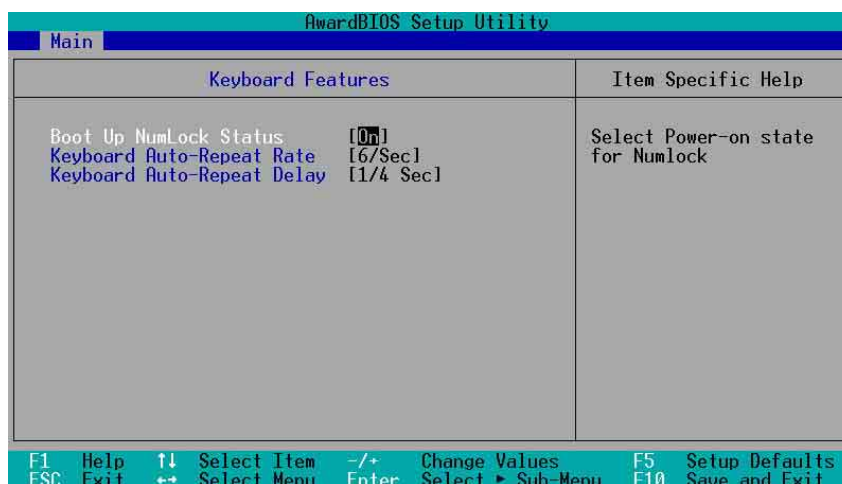 AwardBIOS Setup Utility
Main
Keyboard Features
Item Specific Help
Boot Up NumLock Status [On]
Keyboard Auto-Repeat Rate [6/Sec]
Keyboard Auto-Repeat Delay [1/4 Sec]
Select Power-on state
for Numlock
F1 Help ↑↓ Select Item -/+ Change Values F5 Setup Defaults
ESC Exit ←→ Select Menu Enter Select ► Sub-Menu F10 Save and Exit